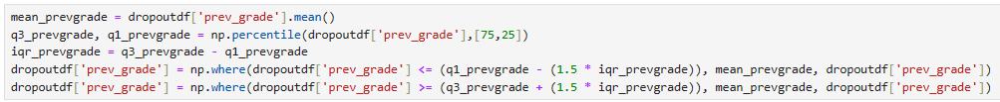 mean_prevgrade = dropoutdf['prev_grade'].mean()
q3_prevgrade, q1_prevgrade = np.percentile(dropoutdf['prev_grade'],[75,25])
iqr_prevgrade = q3_prevgrade - q1_prevgrade
dropoutdf['prev_grade'] = np.where(dropoutdf['prev_grade'] <= (q1_prevgrade - (1.5 * iqr_prevgrade)), mean_prevgrade, dropoutdf['prev_grade'])
dropoutdf['prev_grade'] = np.where(dropoutdf['prev_grade'] >= (q3_prevgrade + (1.5 * iqr_prevgrade)), mean_prevgrade, dropoutdf['prev_grade'])